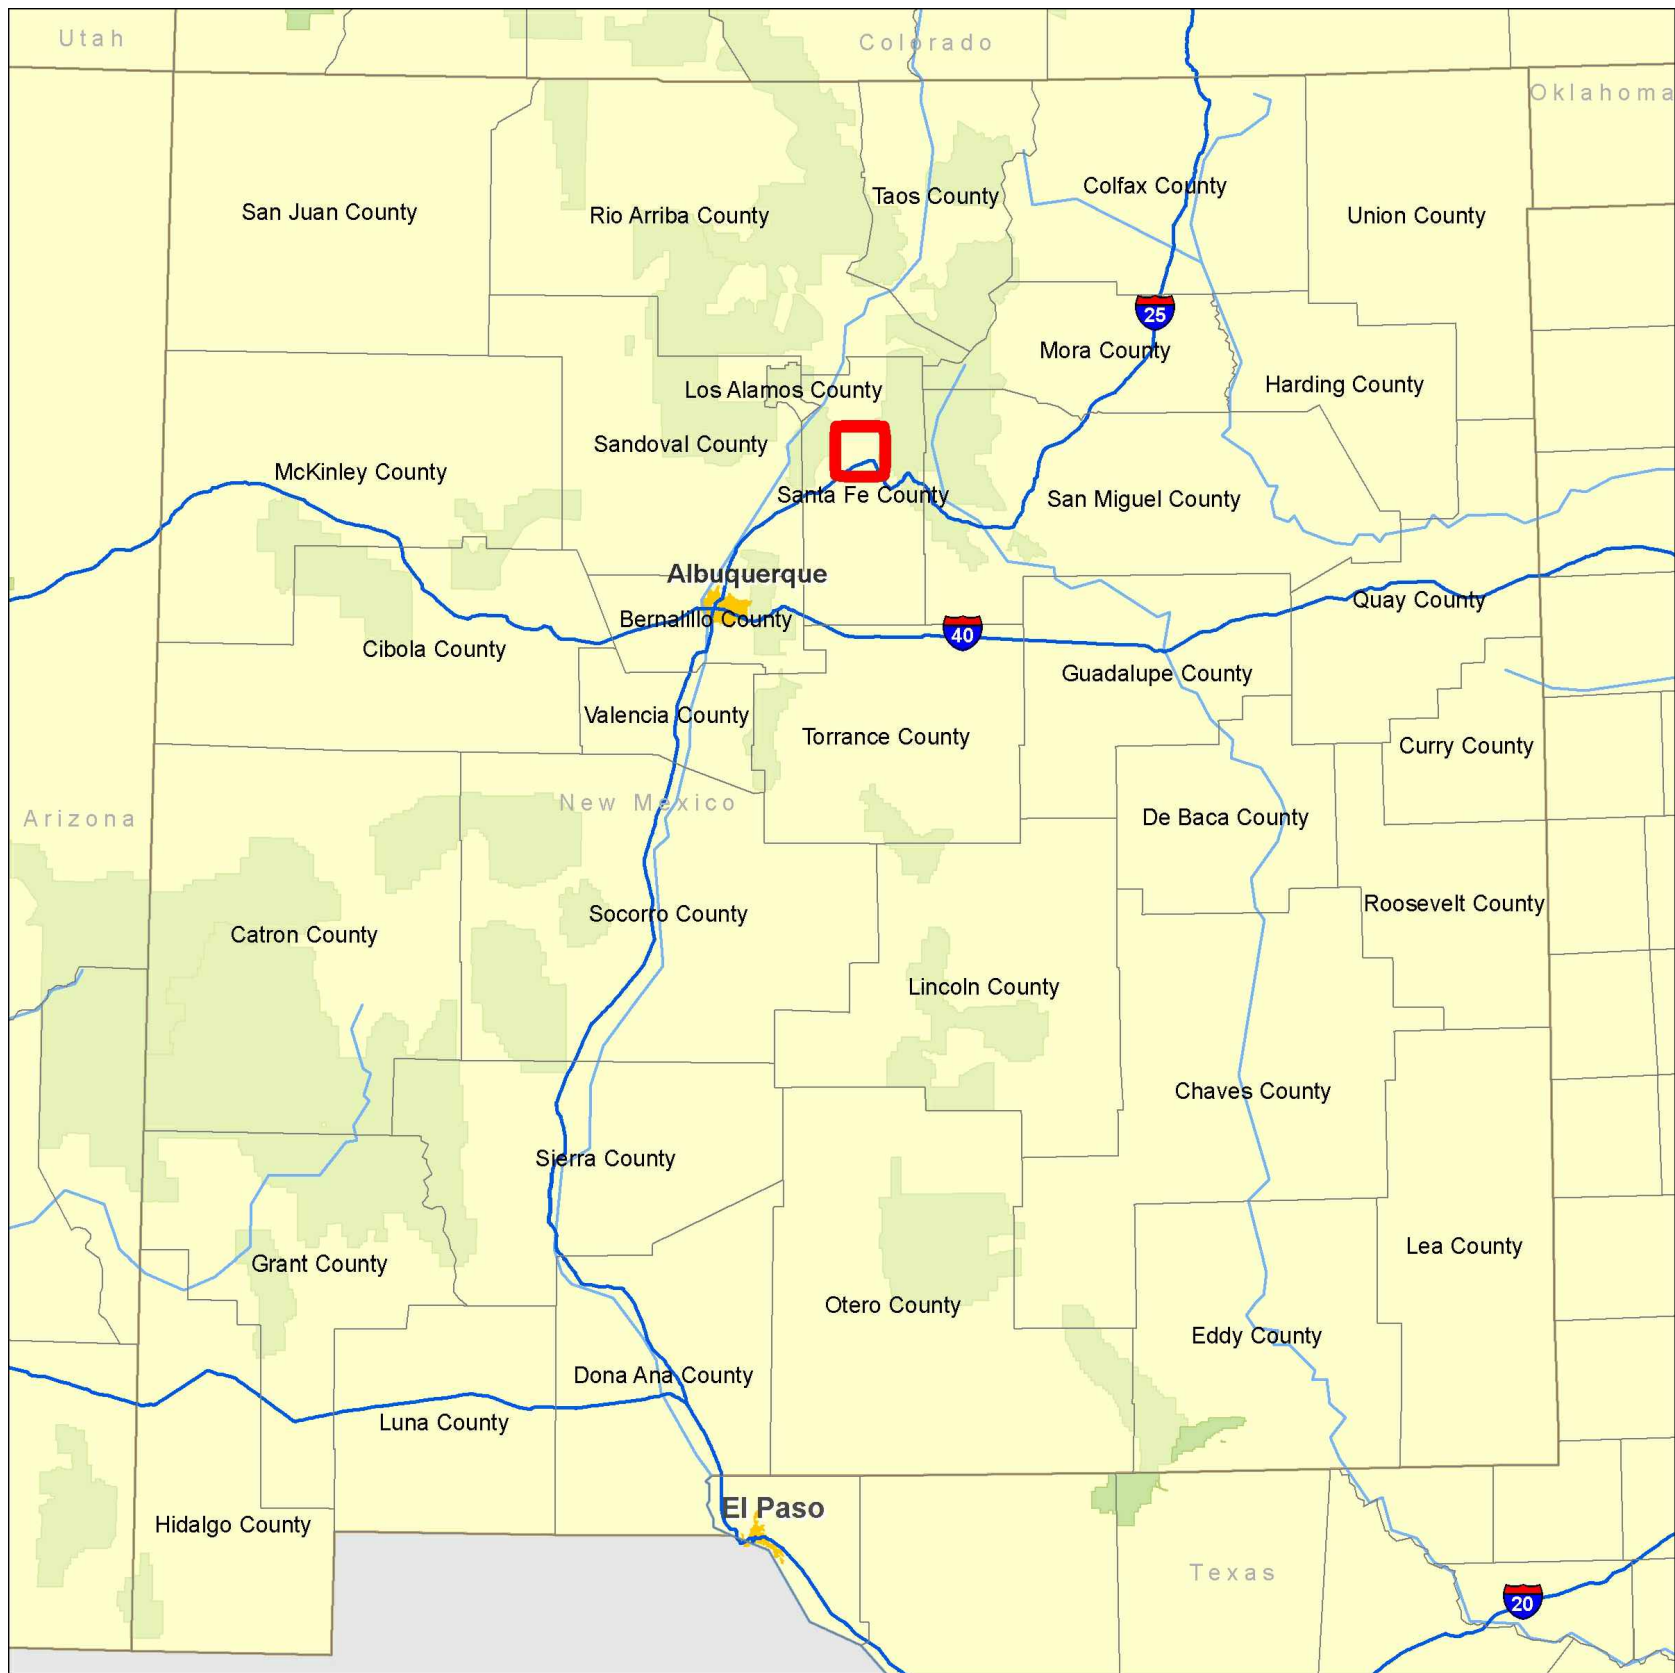 Utah
Colorado
Oklahoma
Colfax County
Taos County
San Juan County
Rio Arriba County
Union County
25
Mora County
Harding County
Los Alamos County
Sandoval County
McKinley County
Santa Fe County
San Miguel County
Albuquerque
Quay County
Bernalillo County
40
Cibola County
Guadalupe County
Valencia County
Torrance County
Curry County
New Mexico
Arizona
De Baca County
Roosevelt County
Socorro County
Catron County
Lincoln County
Chaves County
Sierra County
Lea County
Grant County
Otero County
Eddy County
Dona Ana County
Luna County
El Paso
Hidalgo County
Texas
20